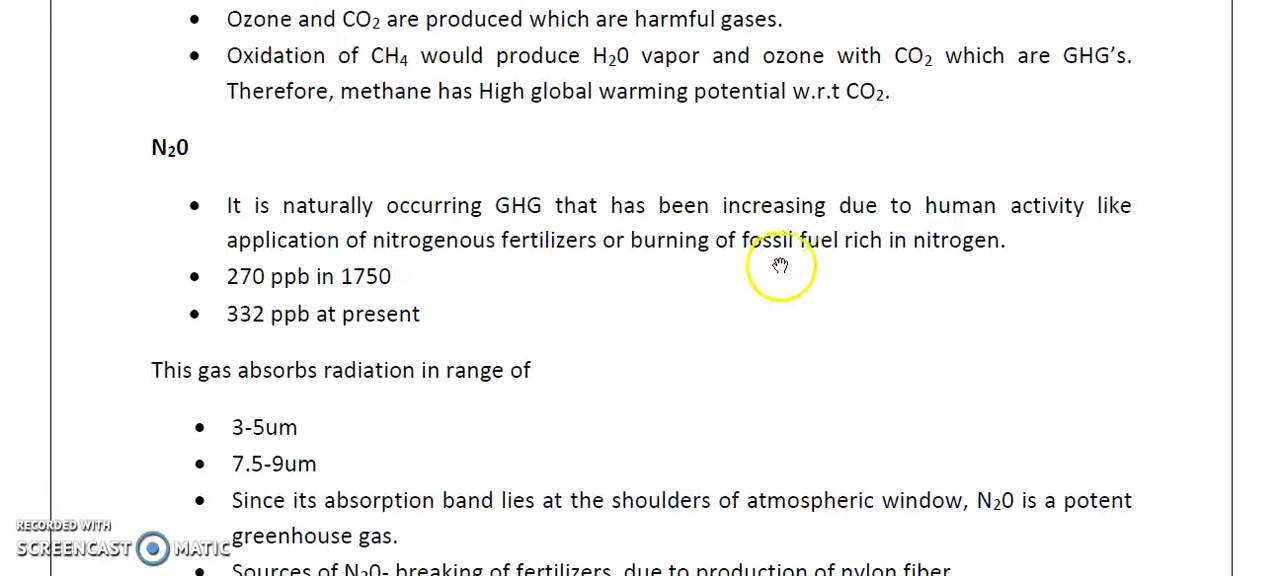 • Ozone and CO₂ are produced which are harmful gases.
• Oxidation of CH₄ would produce H₂0 vapor and ozone with CO₂ which are GHG's.
Therefore, methane has High global warming potential w.r.t CO₂.
N₂0
• It is naturally occurring GHG that has been increasing due to human activity like
application of nitrogenous fertilizers or burning of fossil fuel rich in nitrogen.
• 270 ppb in 1750
• 332 ppb at present
This gas absorbs radiation in range of
• 3-5um
• 7.5-9um
• Since its absorption band lies at the shoulders of atmospheric window, N₂0 is a potent
greenhouse gas.
• Sources of N₂0- breaking of fertilizers, due to production of nylon fiber
RECORDED WITH
SCREENCAST MATIC